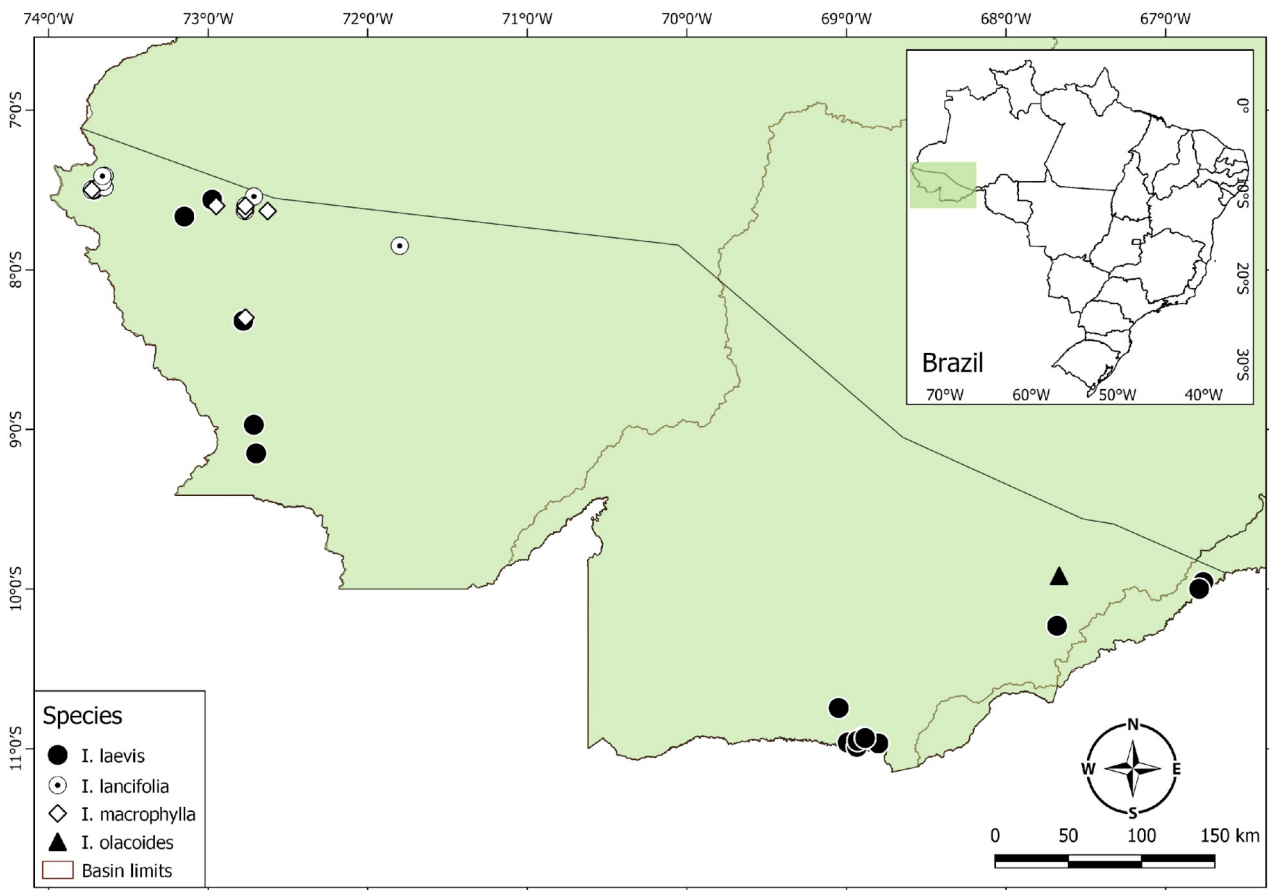 74°0'W 73°0'W 72°0'W 71°0'W 70°0'W 69°0'W 68°0'W 67°0'W
7°0'S
8°0'S
9°0'S
10°0'S
11°0'S
0°
10°S
20°S
30°S
Brazil
70°W 60°W 50°W 40°W
Species
I. laevis
I. lancifolia
I. macrophylla
I. olacoides
Basin limits
N
W E
S
0 50 100 150 km